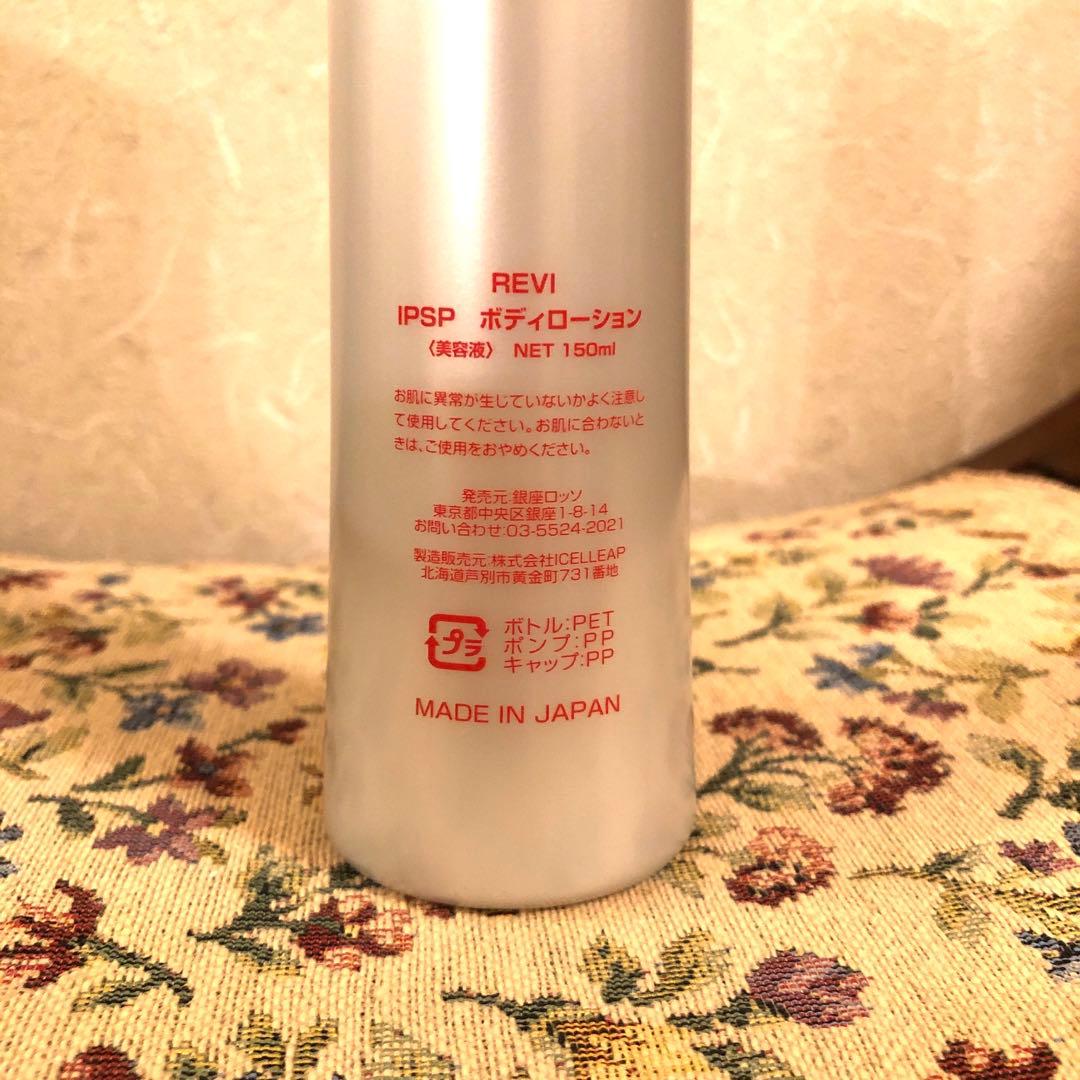 REVI
IPSP ボディローション
〈美容液〉 NET 150ml
お肌に異常が生じていないかよく注意し
て使用してください。お肌に合わないと
きは、ご使用をおやめください。
発売元:銀座ロッソ
東京都中央区銀座1-8-14
お問い合わせ:03-5524-2021
製造販売元:株式会社ICELLEAP
北海道芦別市黄金町731番地
プラ
ボトル:PET
ポンプ:PP
キャップ:PP
MADE IN JAPAN